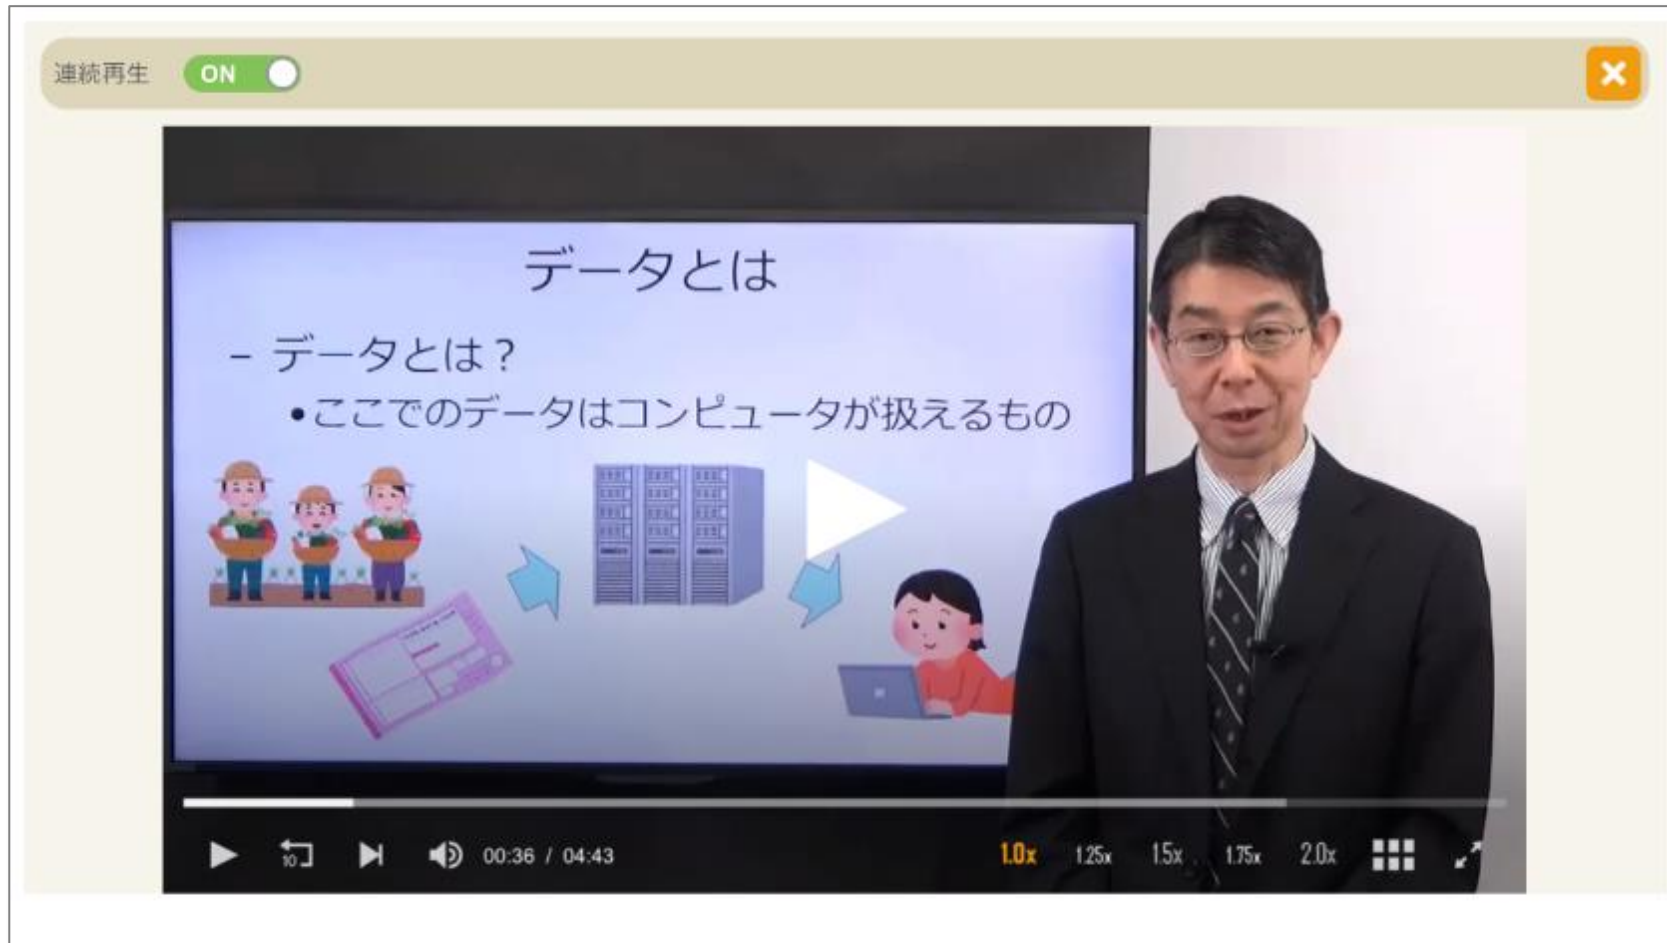 連続再生 ON
データとは
– データとは？
•ここでのデータはコンピュータが扱えるもの
10 00:36 / 04:43 1.0x 1.25x 1.5x 1.75x 2.0x